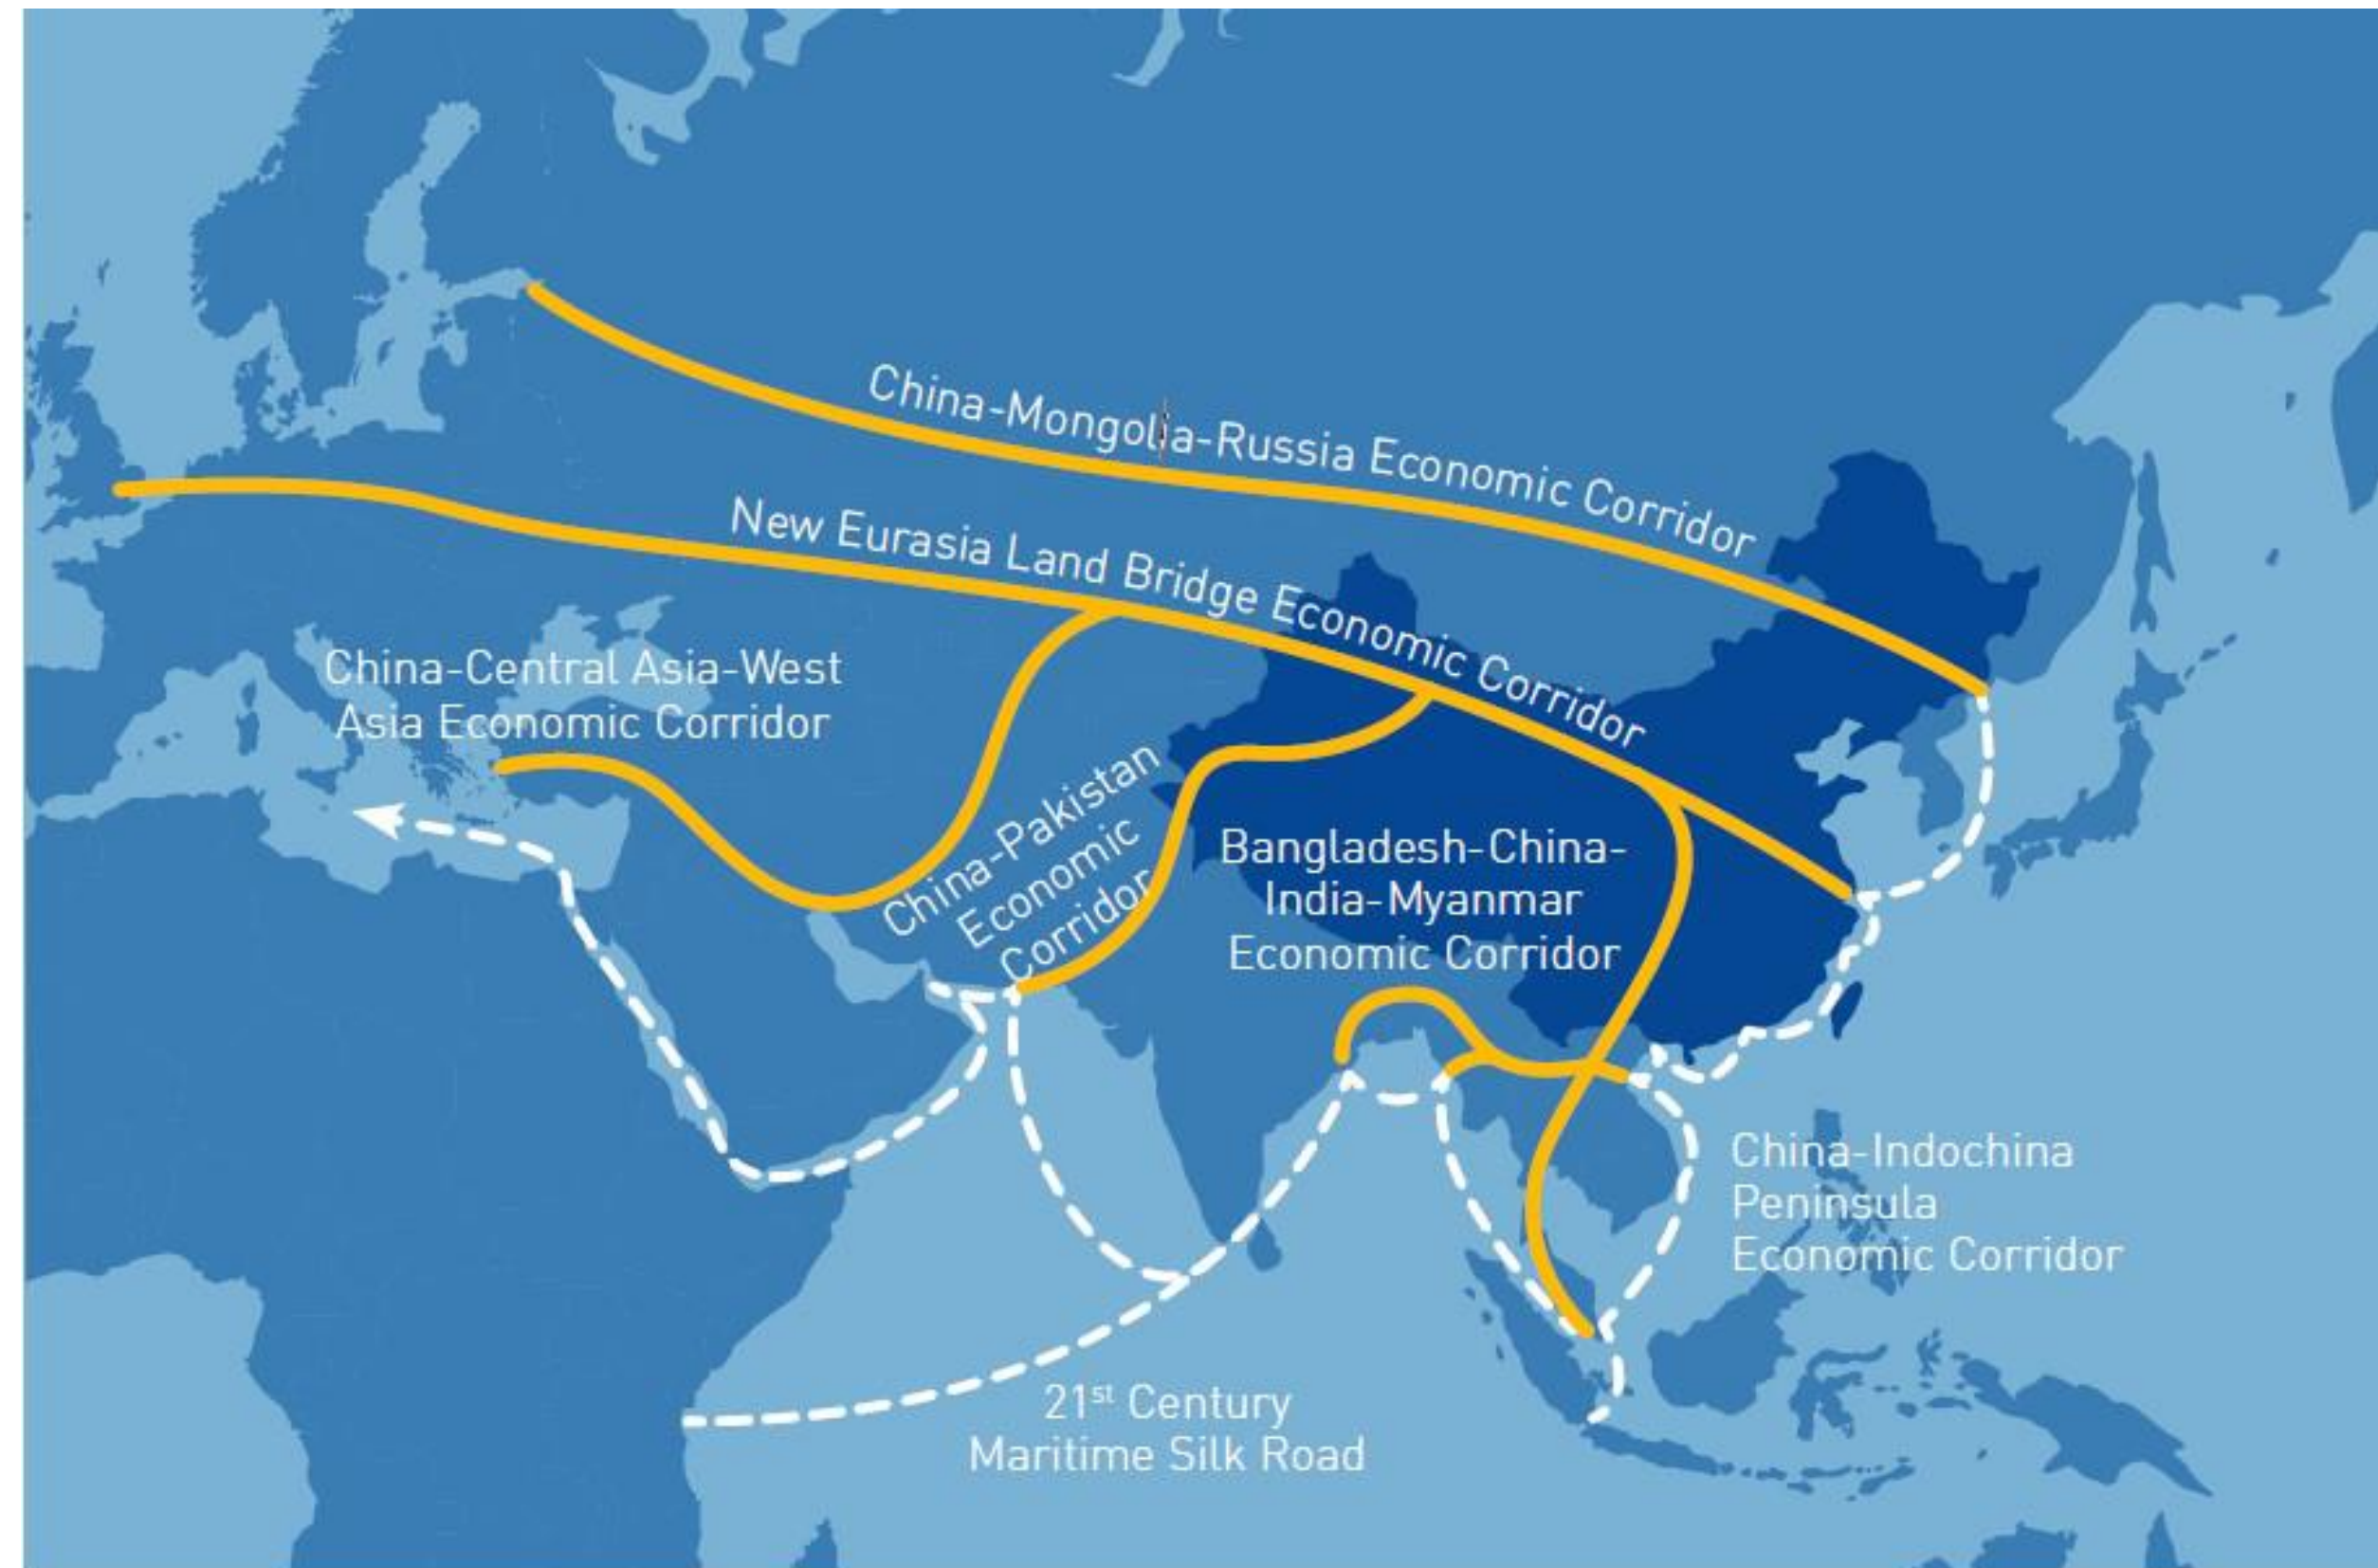 China-Mongolia-Russia Economic Corridor
New Eurasia Land Bridge Economic Corridor
China-Central Asia-West
Asia Economic Corridor
China-Pakistan
Economic
Corridor
Bangladesh-China-
India-Myanmar
Economic Corridor
China-Indochina
Peninsula
Economic Corridor
21st Century
Maritime Silk Road